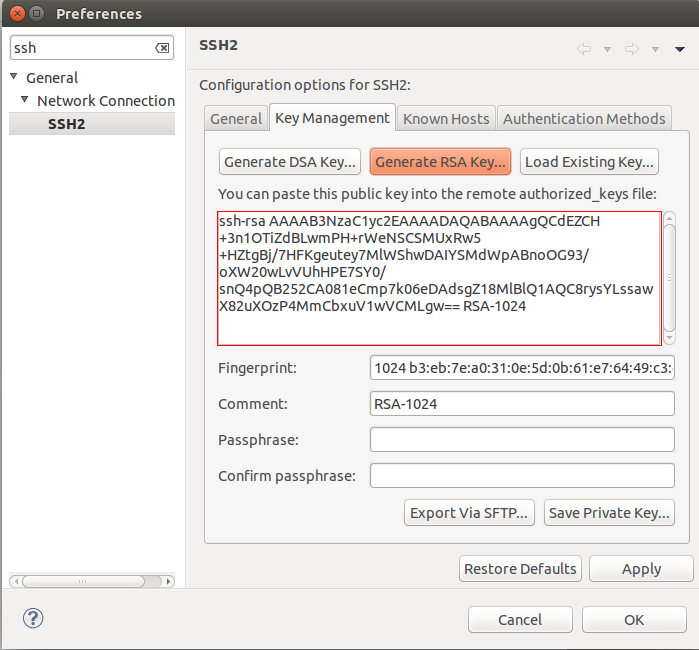 Preferences
ssh
SSH2
General
Network Connection
SSH2
Configuration options for SSH2:
General Key Management Known Hosts Authentication Methods
Generate DSA Key... Generate RSA Key... Load Existing Key...
You can paste this public key into the remote authorized_keys file:
ssh-rsa AAAAB3NzaC1yc2EAAAADAQABAAAAgQCdEZCH
+3n1OTiZdBLwmPH+rWeNSCSMUxRw5
+HZtgBj/7HFKgeutey7MlWShwDAIYSMdWpABnoOG93/
oXW20wLvVUhHPE7SY0/
snQ4pQB252CA081eCmp7k06eDAdsgZ18MlBlQ1AQC8rysYLssaw
X82uXOzP4MmCbxuV1wVCMLgw== RSA-1024
Fingerprint: 1024 b3:eb:7e:a0:31:0e:5d:0b:61:e7:64:49:c3:
Comment: RSA-1024
Passphrase:
Confirm passphrase:
Export Via SFTP... Save Private Key...
Restore Defaults Apply
? Cancel OK